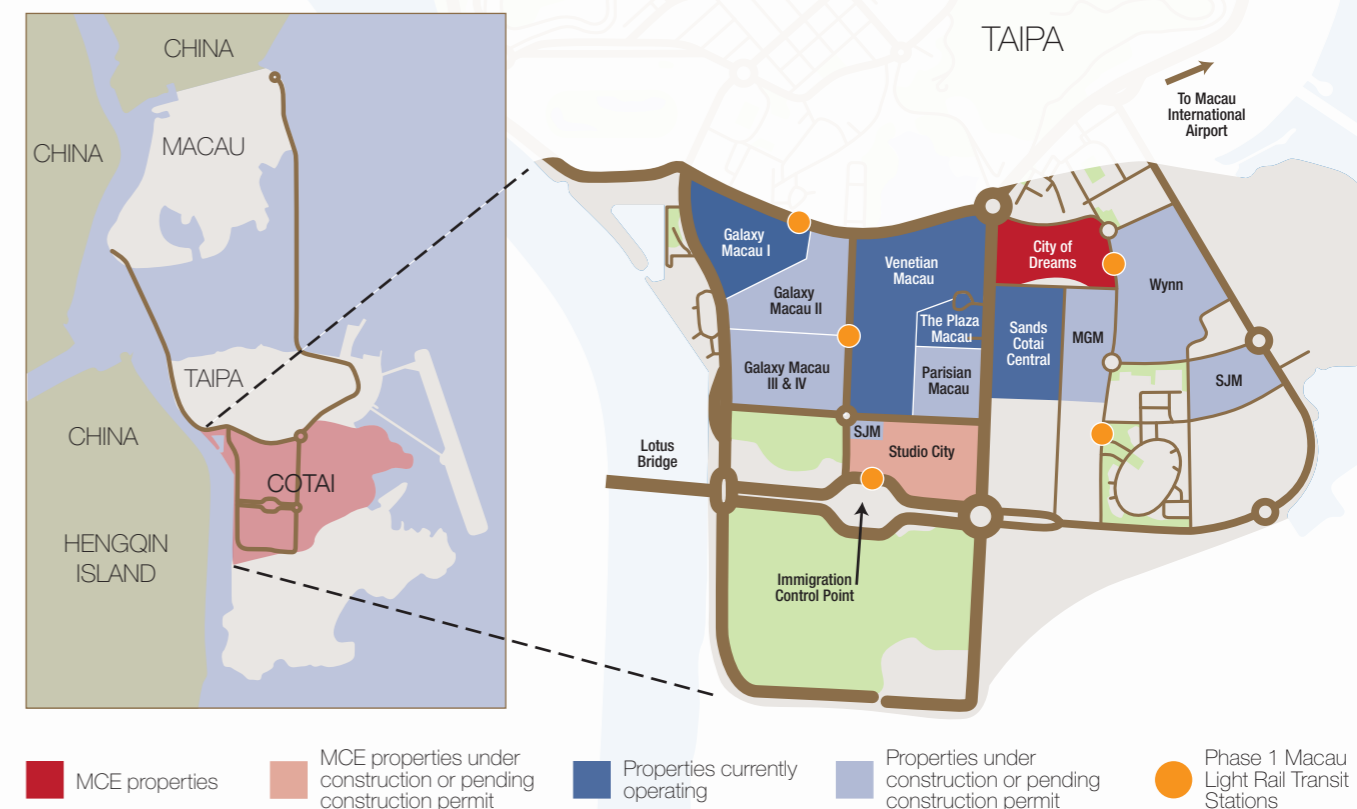 CHINA
CHINA
MACAU
TAIPA
CHINA
COTAI
HENGQIN
ISLAND
TAIPA
To Macau
International
Airport
Galaxy
Macau I
Galaxy
Macau II
Galaxy Macau
III & IV
Venetian
Macau
The Plaza
Macau
Parisian
Macau
City of
Dreams
Sands
Cotai
Central
MGM
Wynn
SJM
SJM
Studio City
Lotus
Bridge
Immigration
Control Point
MCE properties
MCE properties under
construction or pending
construction permit
Properties currently
operating
Properties under
construction or pending
construction permit
Phase 1 Macau
Light Rail Transit
Stations